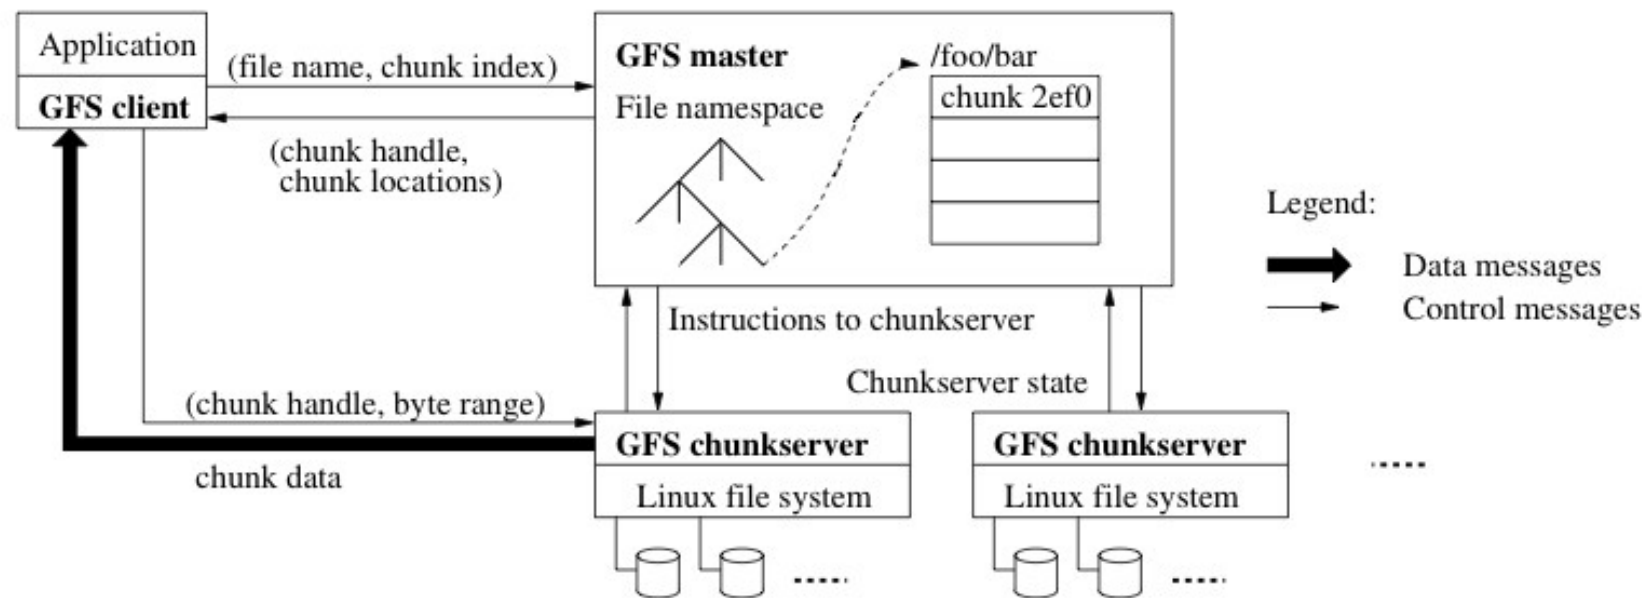 Application
GFS client
(file name, chunk index)
(chunk handle,
chunk locations)
GFS master
File namespace
/foo/bar
chunk 2ef0
Legend:
Data messages
Control messages
Instructions to chunkserver
Chunkserver state
(chunk handle, byte range)
chunk data
GFS chunkserver
Linux file system
GFS chunkserver
Linux file system